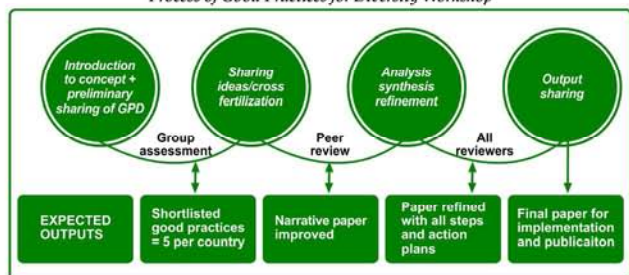 Process of Good Practices for Diversity Workshop
Introduction
to concept +
preliminary
sharing of GPD
Sharing
ideas/cross
fertilization
Analysis
synthesis
refinement
Output
sharing
Group
assessment
Peer
review
All
reviewers
EXPECTED
OUTPUTS
Shortlisted
good practices
= 5 per country
Narrative paper
improved
Paper refined
with all steps
and action
plans
Final paper for
implementation
and publicaiton